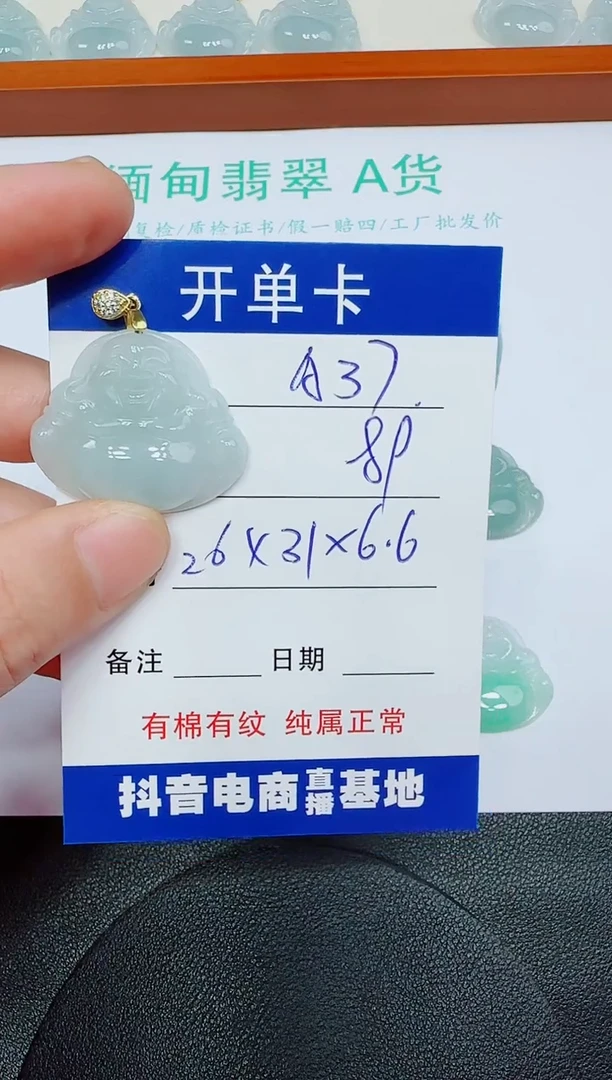 缅甸翡翠 A货
复检/质检证书/假一赔四/工厂批发价
开单卡
A37.
89
26×31×6.6
备注 日期
有棉有纹 纯属正常
抖音电商直播基地